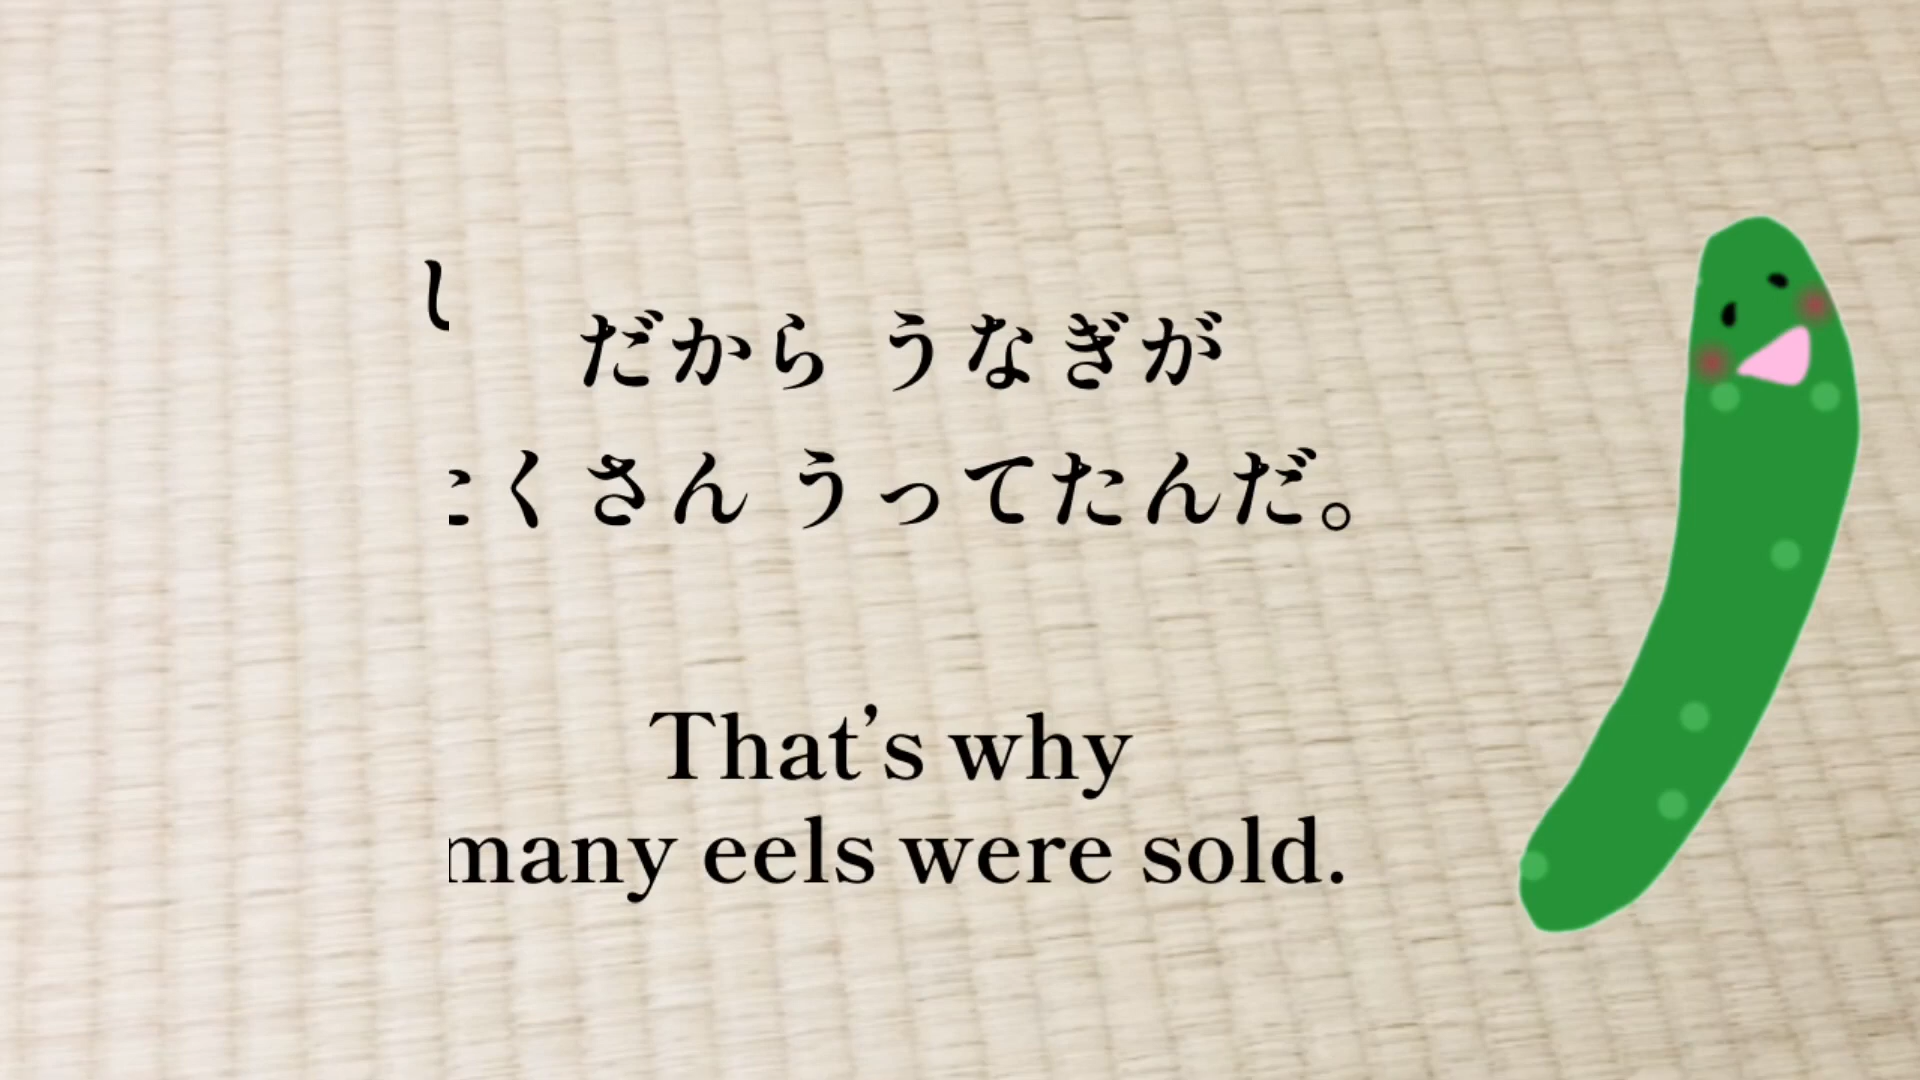 だから うなぎが
たくさん うってたんだ。
That's why
many eels were sold.